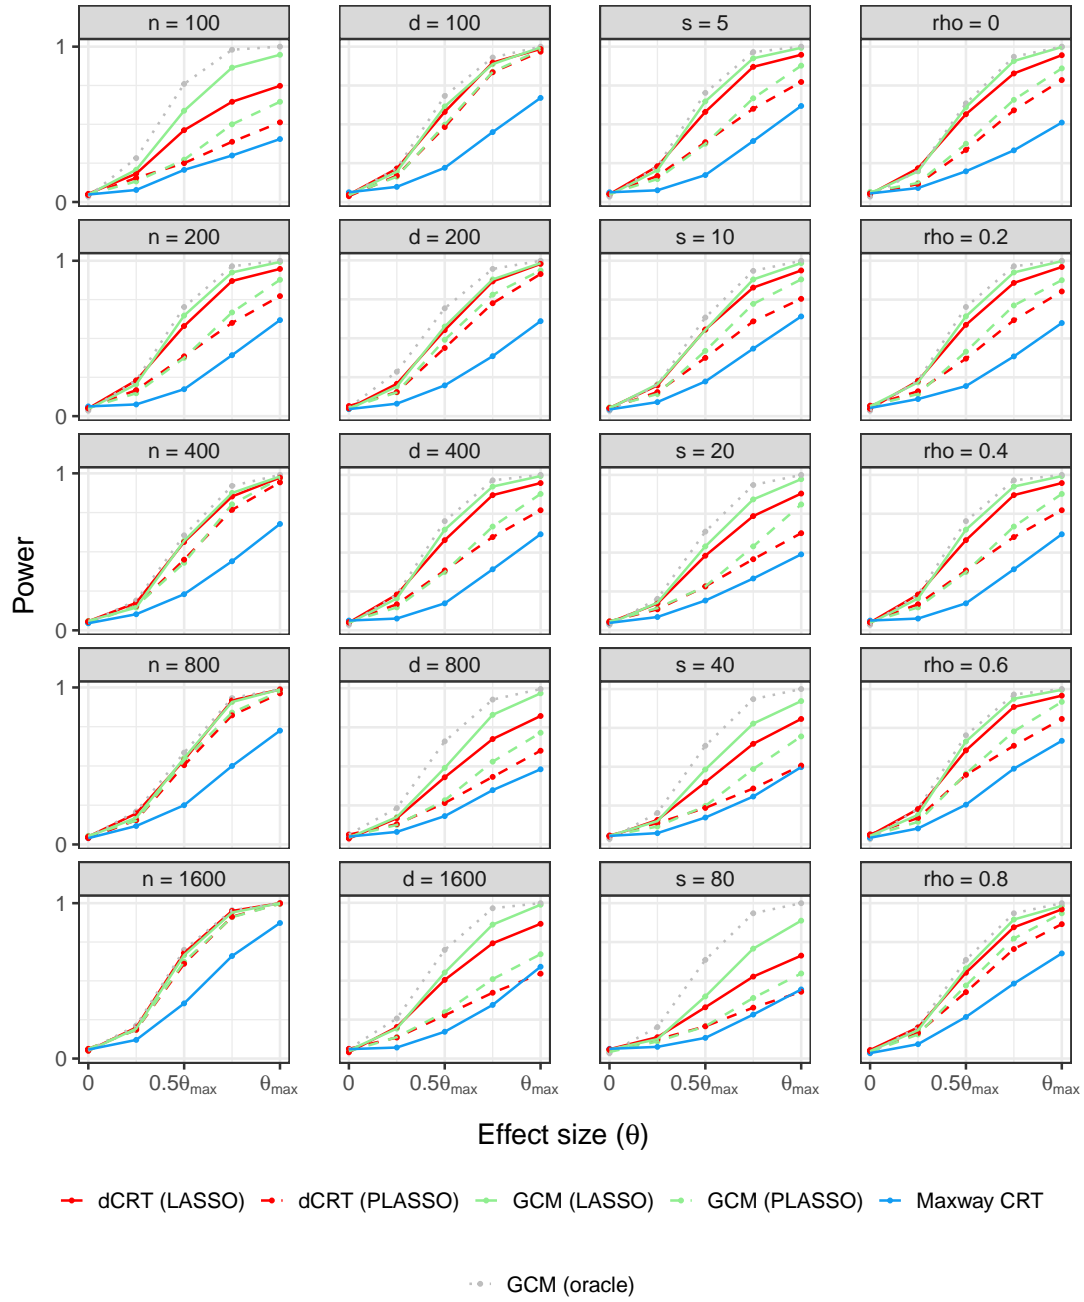 n = 100 d = 100 s = 5 rho = 0
1
0
n = 200 d = 200 s = 10 rho = 0.2
1
0
n = 400 d = 400 s = 20 rho = 0.4
1
0
n = 800 d = 800 s = 40 rho = 0.6
1
0
n = 1600 d = 1600 s = 80 rho = 0.8
1
0
Power
0 0.5θmax θmax 0 0.5θmax θmax 0 0.5θmax θmax 0 0.5θmax θmax
Effect size (θ)
dCRT (LASSO) dCRT (PLASSO) GCM (LASSO) GCM (PLASSO) Maxway CRT
GCM (oracle)